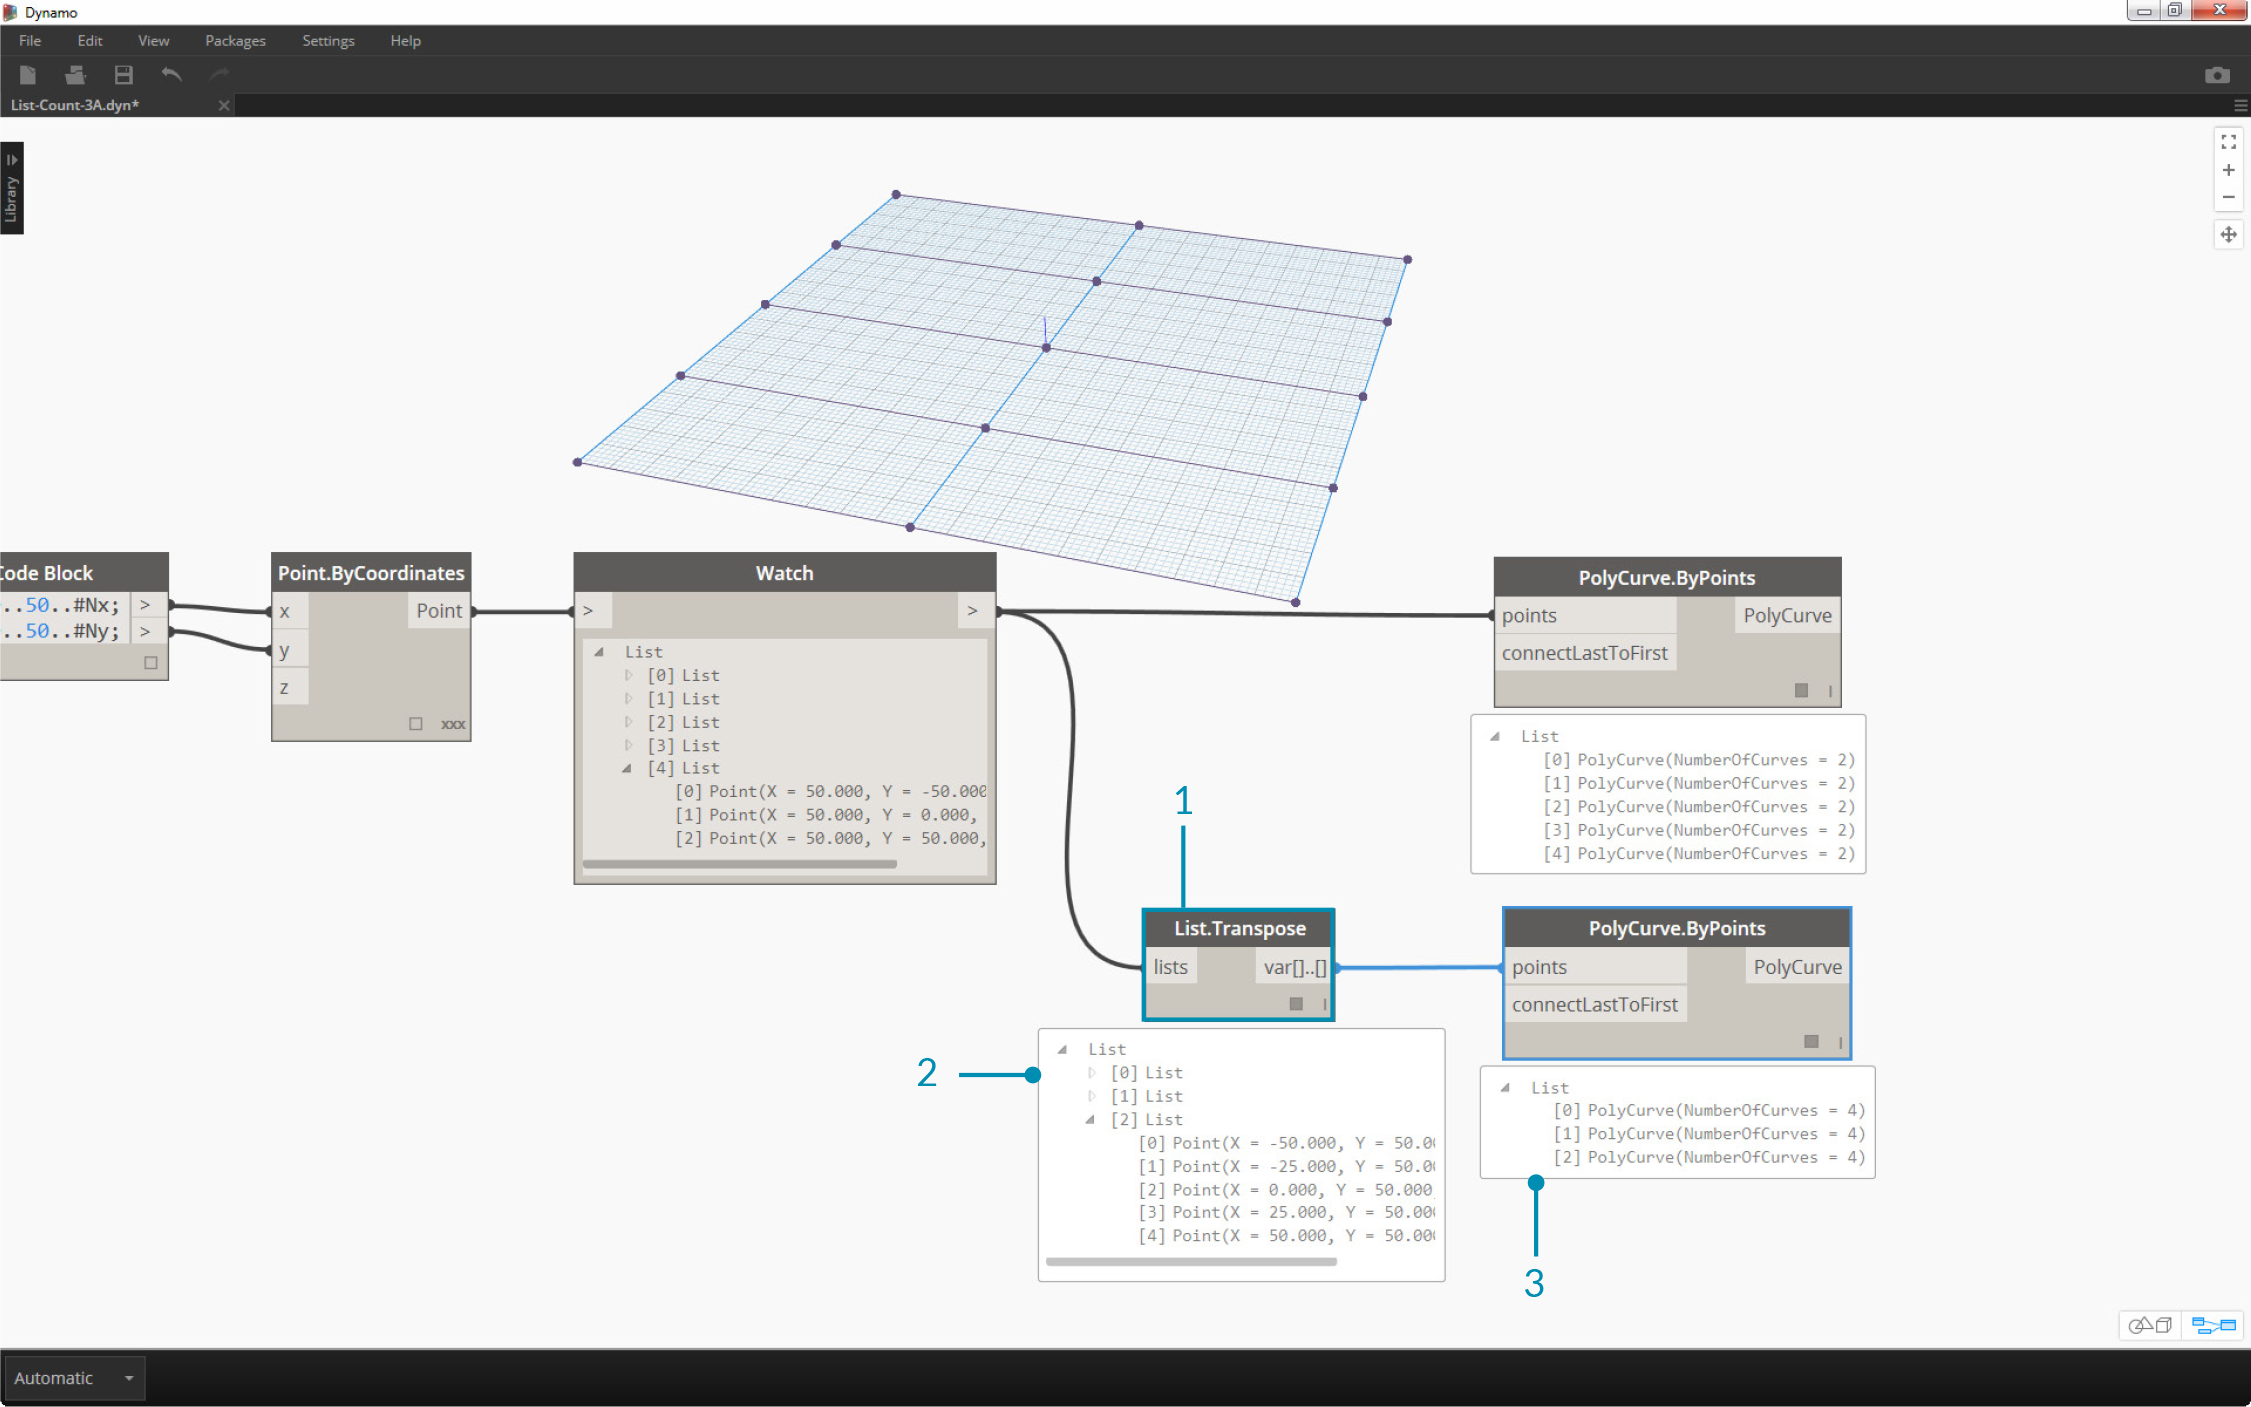 Dynamo
File Edit View Packages Settings Help
List-Count-3A.dyn*
Library
Code Block
..50..#Nx; >
..50..#Ny; >
Point.ByCoordinates
x Point
y
z
xxx
Watch
> >
List
[0] List
[1] List
[2] List
[3] List
[4] List
[0] Point(X = 50.000, Y = -50.000
[1] Point(X = 50.000, Y = 0.000,
[2] Point(X = 50.000, Y = 50.000,
PolyCurve.ByPoints
points PolyCurve
connectLastToFirst
List
[0] PolyCurve(NumberOfCurves = 2)
[1] PolyCurve(NumberOfCurves = 2)
[2] PolyCurve(NumberOfCurves = 2)
[3] PolyCurve(NumberOfCurves = 2)
[4] PolyCurve(NumberOfCurves = 2)
1
List.Transpose
lists var[]..[]
2
List
[0] List
[1] List
[2] List
[0] Point(X = -50.000, Y = 50.00
[1] Point(X = -25.000, Y = 50.00
[2] Point(X = 0.000, Y = 50.000,
[3] Point(X = 25.000, Y = 50.000
[4] Point(X = 50.000, Y = 50.000
PolyCurve.ByPoints
points PolyCurve
connectLastToFirst
List
[0] PolyCurve(NumberOfCurves = 4)
[1] PolyCurve(NumberOfCurves = 4)
[2] PolyCurve(NumberOfCurves = 4)
3
Automatic